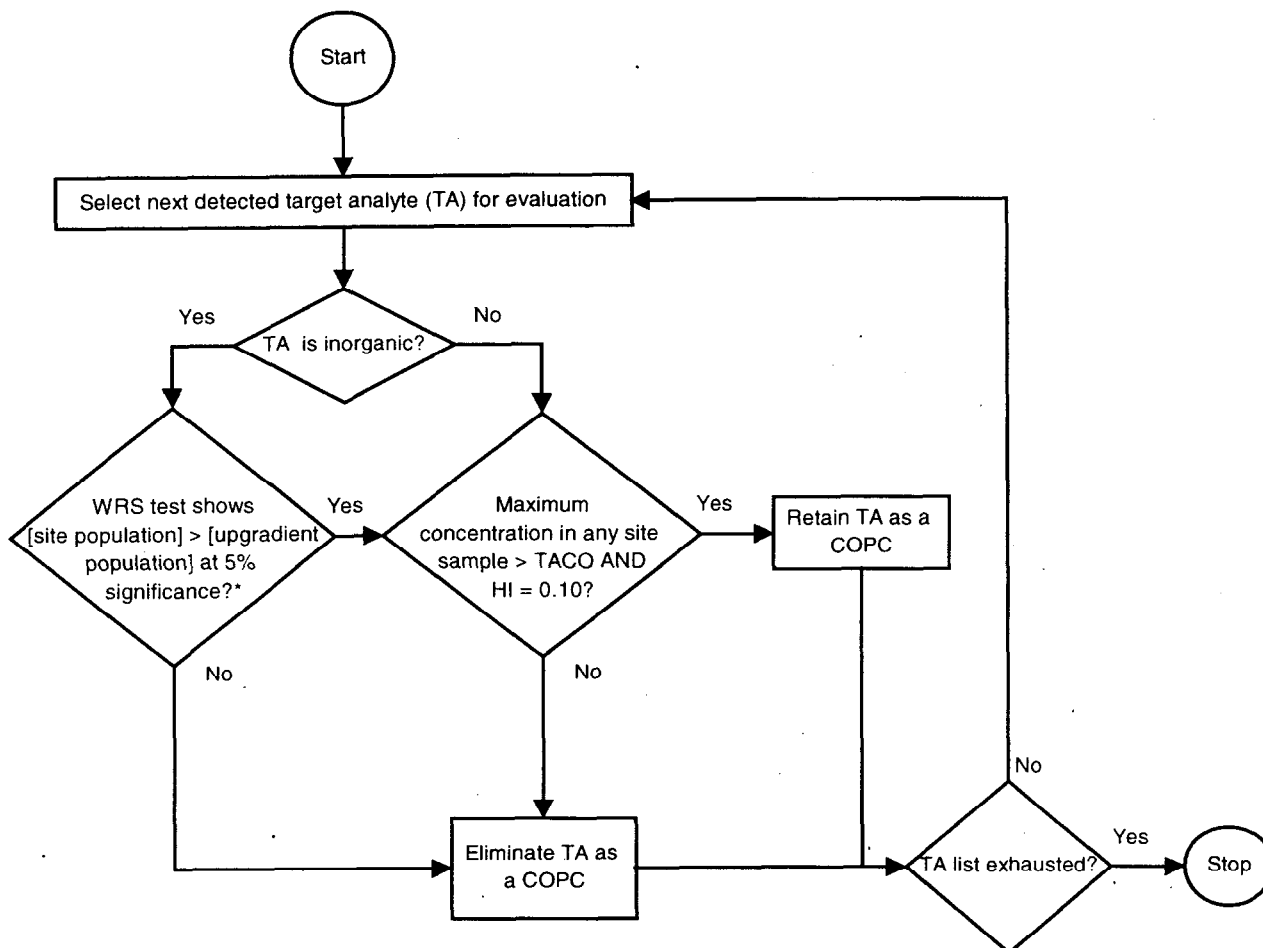 Start
Select next detected target analyte (TA) for evaluation
Yes
No
TA is inorganic?
WRS test shows
[site population] > [upgradient
population] at 5%
significance?*
Yes
Maximum
concentration in any site
sample > TACO AND
HI = 0.10?
Yes
Retain TA as a
COPC
No
No
No
Eliminate TA as
a COPC
TA list exhausted?
Yes
Stop